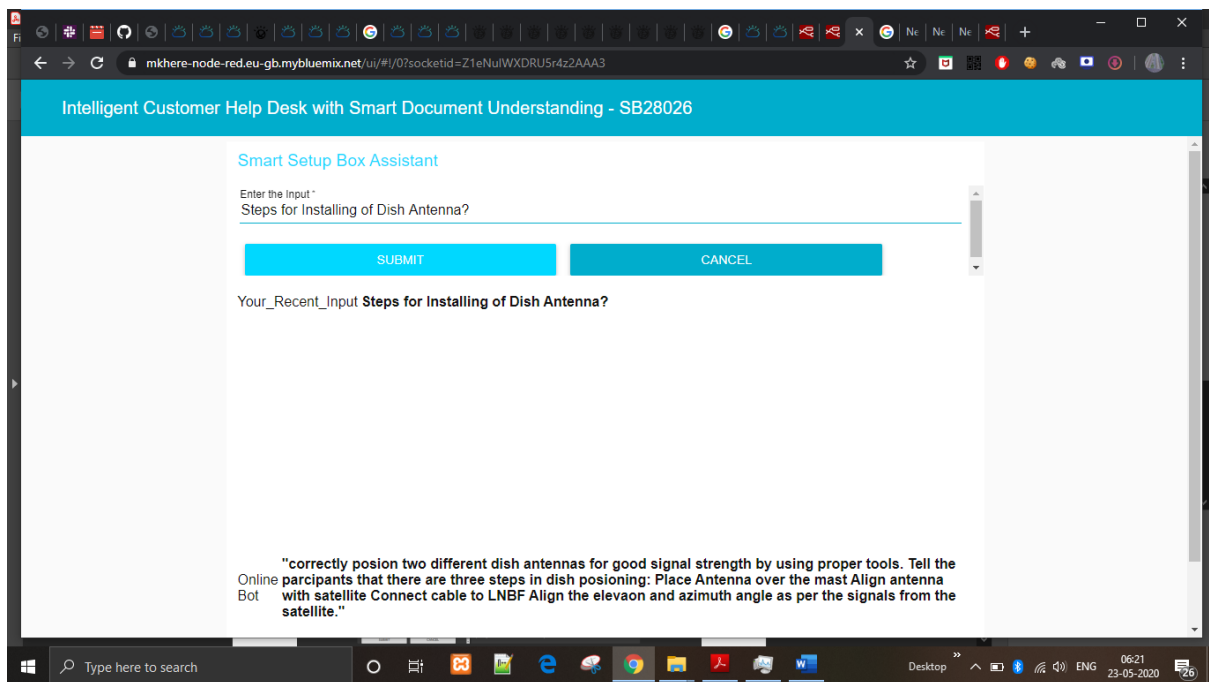 Ne
Ne
Ne
mkhere-node-red.eu-gb.mybluemix.net/ui/#!/0?socketid=Z1eNulWXDRU5r4z2AAA3
Intelligent Customer Help Desk with Smart Document Understanding - SB28026
Smart Setup Box Assistant
Enter the Input *
Steps for Installing of Dish Antenna?
SUBMIT
CANCEL
Your_Recent_Input Steps for Installing of Dish Antenna?
Online Bot
"correctly posion two different dish antennas for good signal strength by using proper tools. Tell the
parcipants that there are three steps in dish posioning: Place Antenna over the mast Align antenna
with satellite Connect cable to LNBF Align the elevaon and azimuth angle as per the signals from the
satellite."
Type here to search
Desktop
ENG
06:21
23-05-2020
26